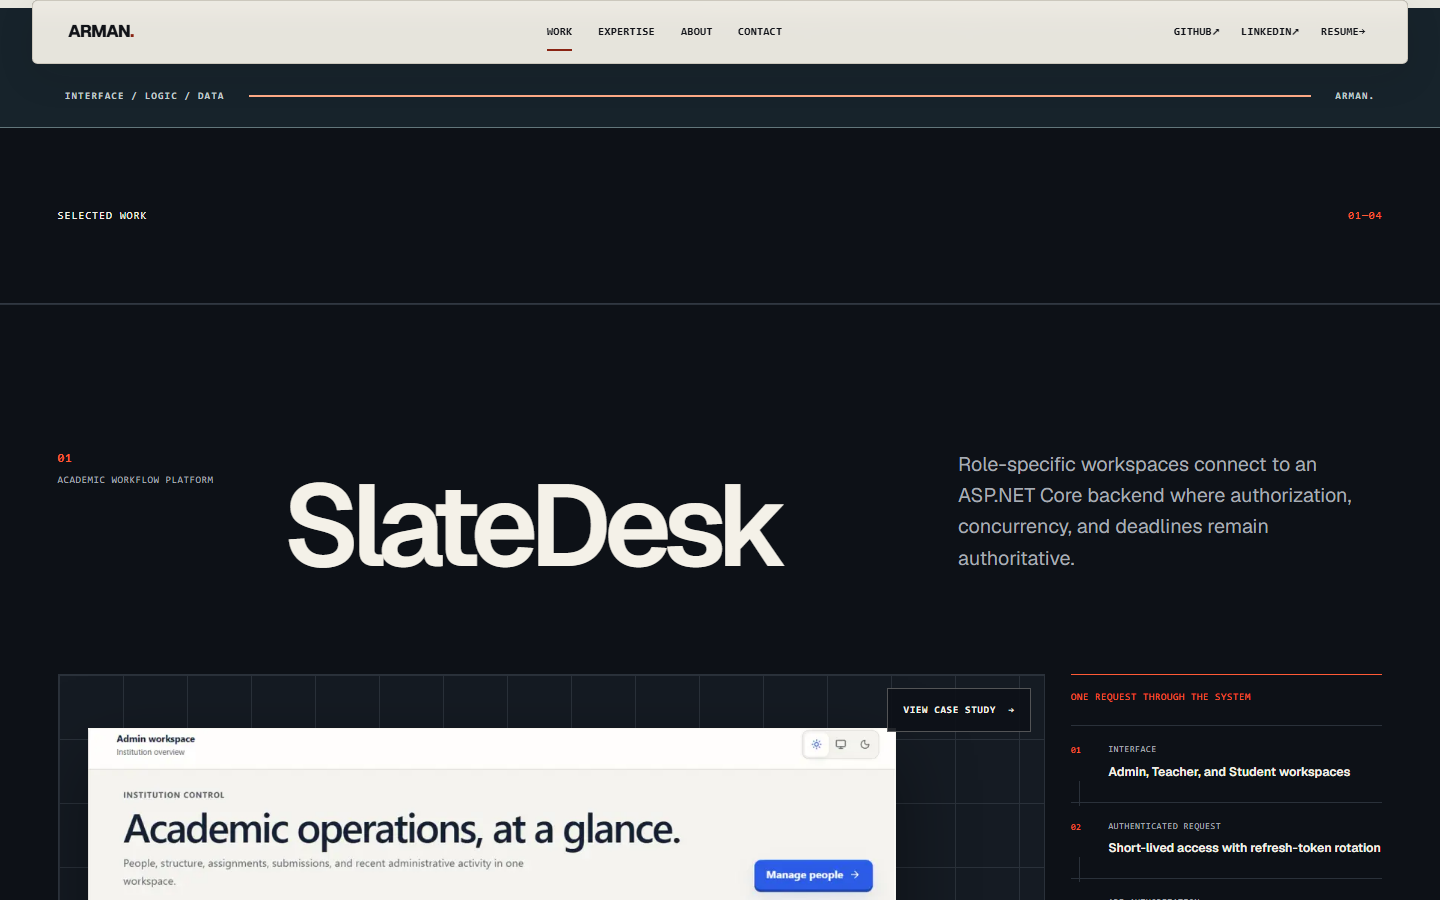 ARMAN.
WORK EXPERTISE ABOUT CONTACT
GITHUB↗ LINKEDIN↗ RESUME→
INTERFACE / LOGIC / DATA
ARMAN.
SELECTED WORK
01—04
01
ACADEMIC WORKFLOW PLATFORM
SlateDesk
Role-specific workspaces connect to an
ASP.NET Core backend where authorization,
concurrency, and deadlines remain
authoritative.
VIEW CASE STUDY →
Admin workspace
Institution overview
INSTITUTION CONTROL
Academic operations, at a glance.
People, structure, assignments, submissions, and recent administrative activity in one
workspace.
Manage people →
ONE REQUEST THROUGH THE SYSTEM
01 INTERFACE
Admin, Teacher, and Student workspaces
02 AUTHENTICATED REQUEST
Short-lived access with refresh-token rotation